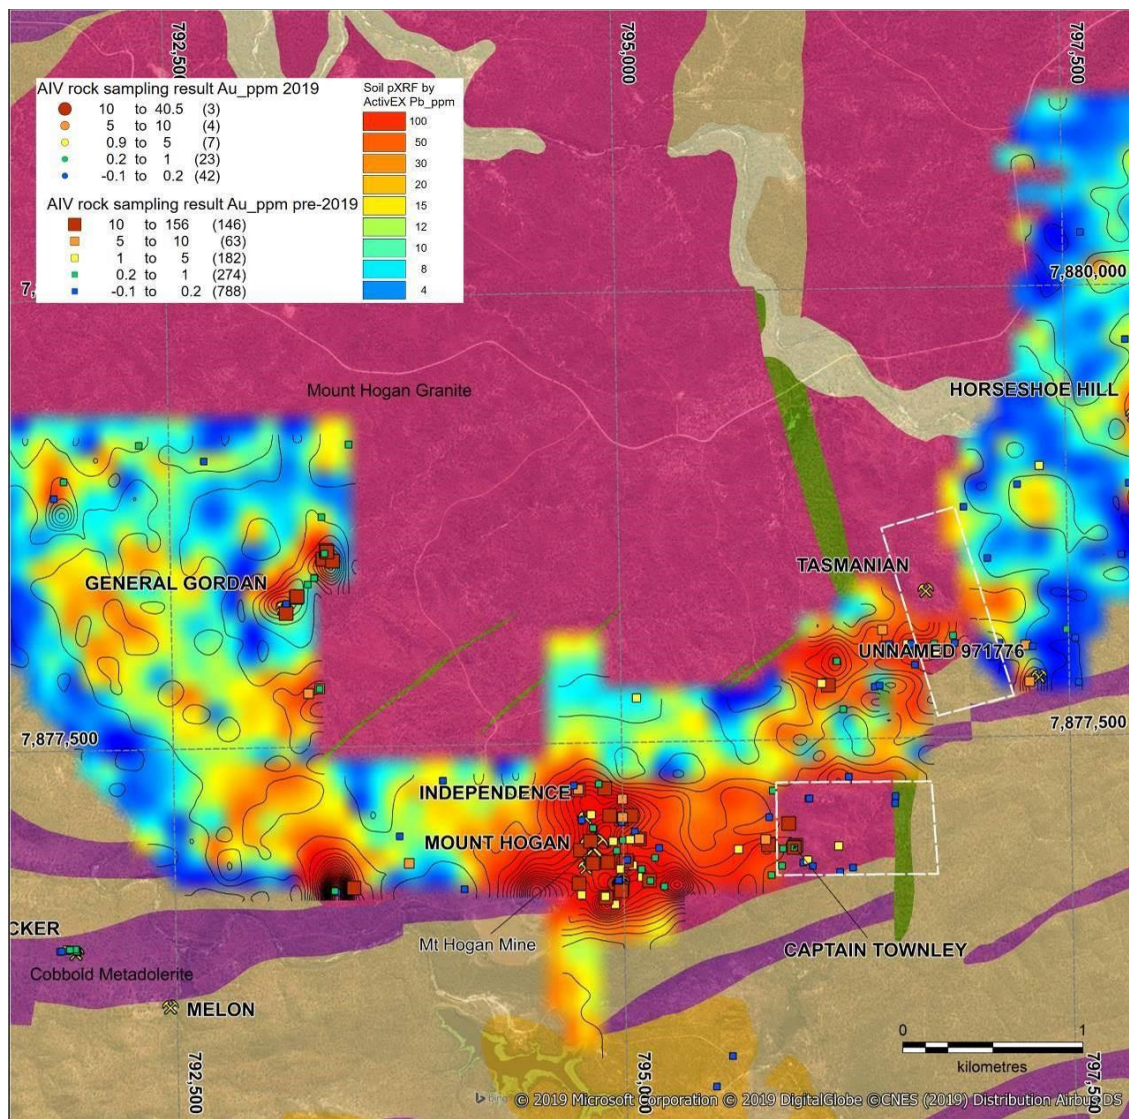 792,500
795,000
797,500
AIV rock sampling result Au_ppm 2019
10 to 40.5 (3)
5 to 10 (4)
0.9 to 5 (7)
0.2 to 1 (23)
-0.1 to 0.2 (42)
AIV rock sampling result Au_ppm pre-2019
10 to 156 (146)
5 to 10 (63)
1 to 5 (182)
0.2 to 1 (274)
-0.1 to 0.2 (788)
Soil pXRF by
ActivEX Pb_ppm
100
50
30
20
15
12
10
8
4
7,880,000
Mount Hogan Granite
HORSESHOE HILL
TASMANIAN
GENERAL GORDAN
UNNAMED 971776
7,877,500
7,877,500
INDEPENDENCE
MOUNT HOGAN
CKER
Mt Hogan Mine
CAPTAIN TOWNLEY
Cobbold Metadolerite
MELON
0 1
kilometres
792,500
795,000
797,500
© 2019 Microsoft Corporation © 2019 DigitalGlobe ©CNES (2019) Distribution Airbus DS